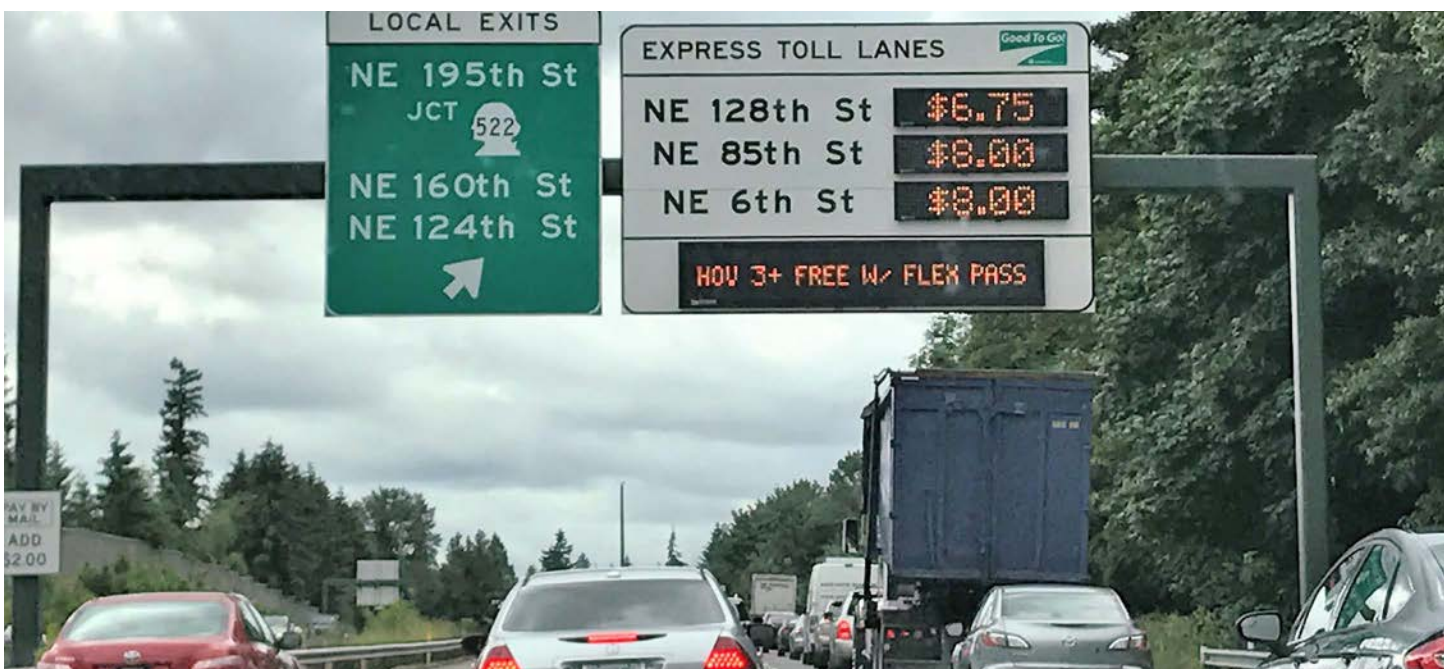 LOCAL EXITS
NE 195th St
JCT 522
NE 160th St
NE 124th St
EXPRESS TOLL LANES
Good To Go!
NE 128th St $6.75
NE 85th St $8.00
NE 6th St $8.00
HOV 3+ FREE W/ FLEX PASS
PAY BY
MAIL
ADD
$2.00